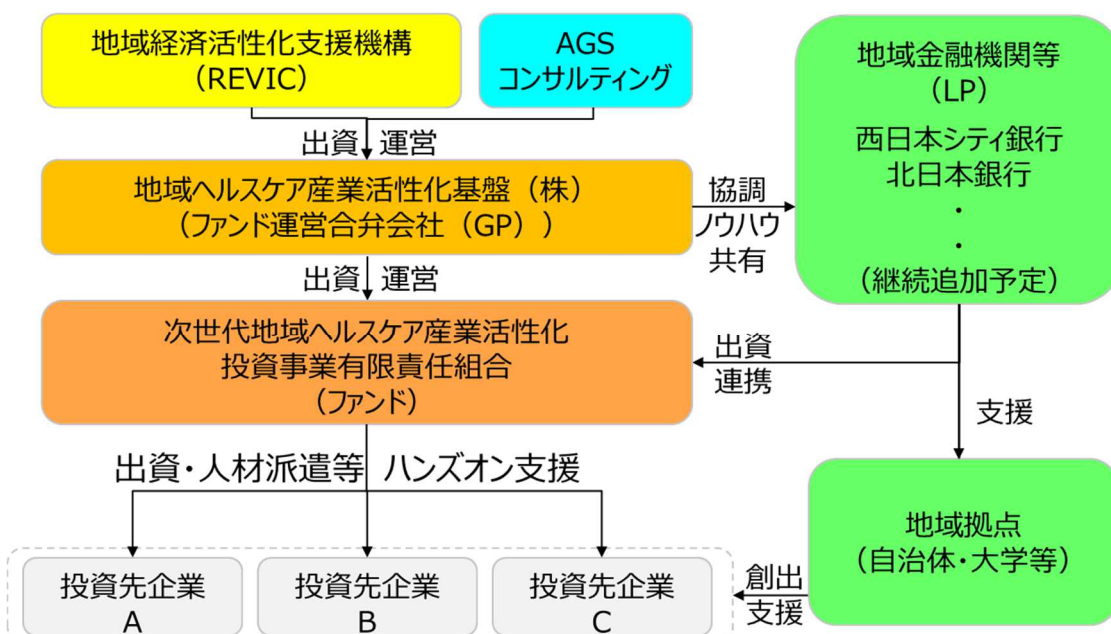 地域経済活性化支援機構
（REVIC）
AGS
コンサルティング
地域金融機関等
（LP）
西日本シティ銀行
北日本銀行
・
・
（継続追加予定）
出資 運営
地域ヘルスケア産業活性化基盤（株）
（ファンド運営合弁会社（GP））
協調
ノウハウ
共有
出資 運営
次世代地域ヘルスケア産業活性化
投資事業有限責任組合
（ファンド）
出資
連携
支援
出資・人材派遣等 ハンズオン支援
地域拠点
（自治体・大学等）
投資先企業
A
投資先企業
B
投資先企業
C
創出
支援